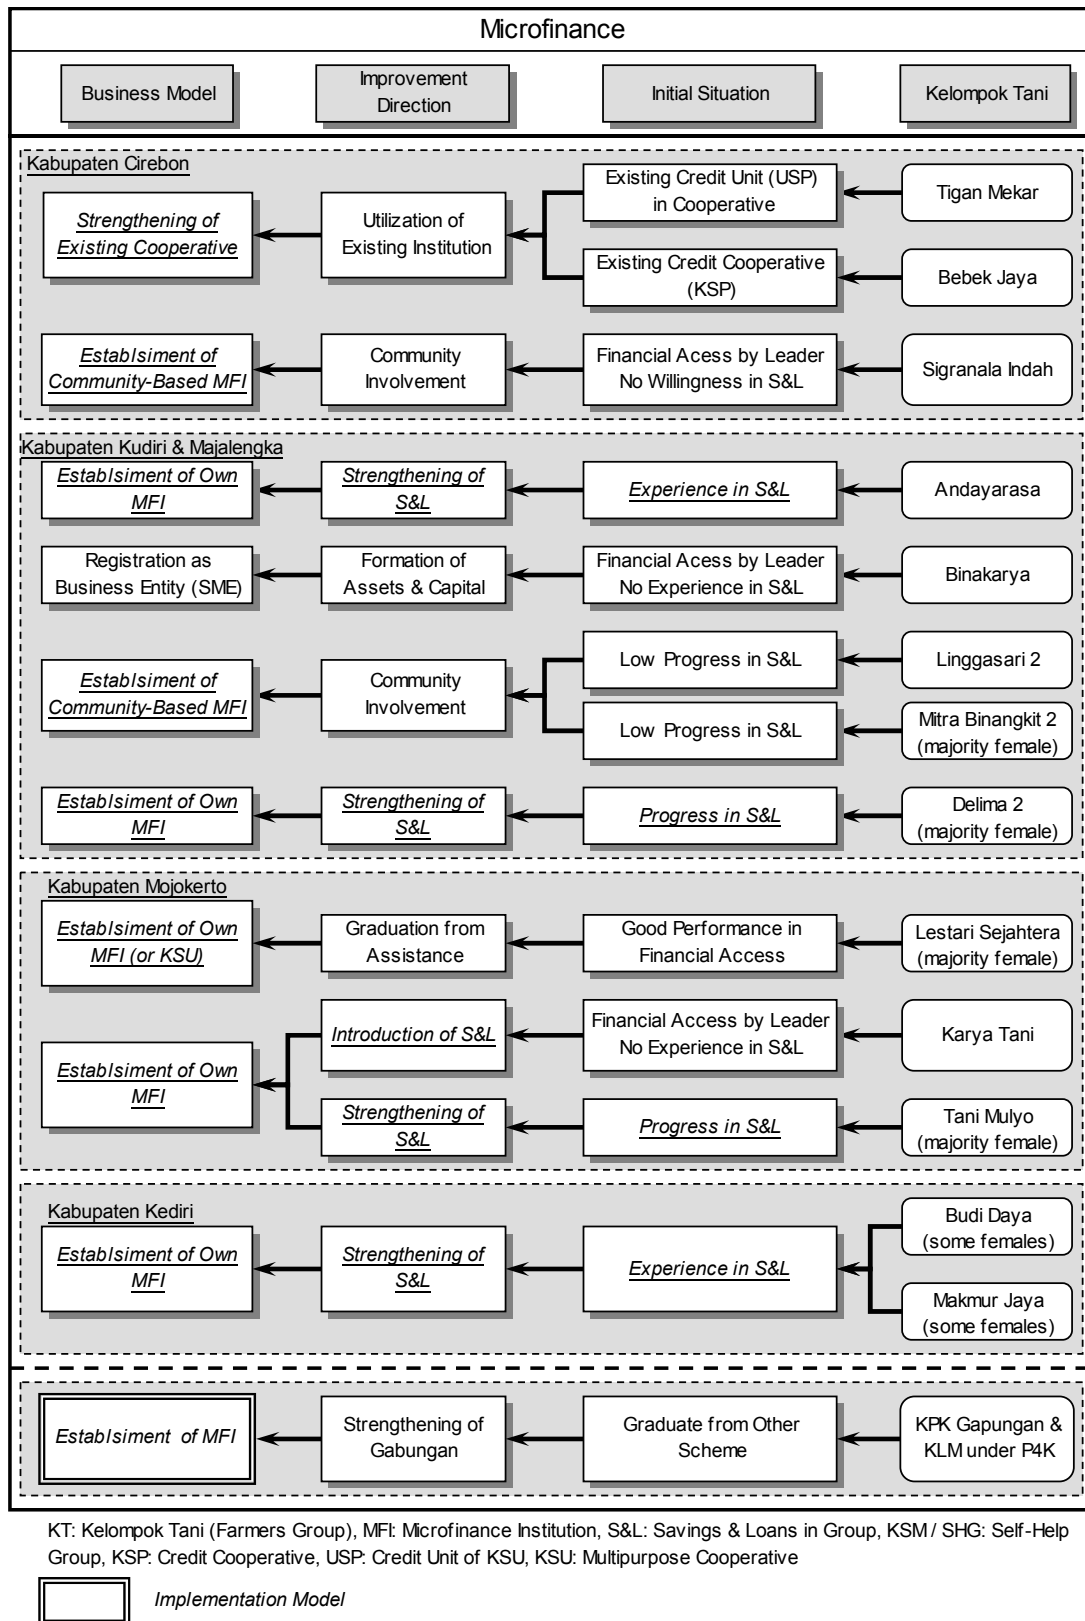 Microfinance
Business Model
Improvement
Direction
Initial Situation
Kelompok Tani
Kabupaten Cirebon
Strengthening of
Existing Cooperative
Utilization of
Existing Institution
Existing Credit Unit (USP)
in Cooperative
Tigan Mekar
Existing Credit Cooperative
(KSP)
Bebek Jaya
Establsiment of
Community-Based MFI
Community
Involvement
Financial Acess by Leader
No Willingness in S&L
Sigranala Indah
Kabupaten Kudiri & Majalengka
Establsiment of Own
MFI
Strengthening of
S&L
Experience in S&L
Andayarasa
Registration as
Business Entity (SME)
Formation of
Assets & Capital
Financial Acess by Leader
No Experience in S&L
Binakarya
Establsiment of
Community-Based MFI
Community
Involvement
Low Progress in S&L
Linggasari 2
Low Progress in S&L
Mitra Binangkit 2
(majority female)
Establsiment of Own
MFI
Strengthening of
S&L
Progress in S&L
Delima 2
(majority female)
Kabupaten Mojokerto
Establsiment of Own
MFI (or KSU)
Graduation from
Assistance
Good Performance in
Financial Access
Lestari Sejahtera
(majority female)
Establsiment of Own
MFI
Introduction of S&L
Financial Access by Leader
No Experience in S&L
Karya Tani
Strengthening of
S&L
Progress in S&L
Tani Mulyo
(majority female)
Kabupaten Kediri
Establsiment of Own
MFI
Strengthening of
S&L
Experience in S&L
Budi Daya
(some females)
Makmur Jaya
(some females)
Establsiment of MFI
Strengthening of
Gabungan
Graduate from Other
Scheme
KPK Gapungan &
KLM under P4K
KT: Kelompok Tani (Farmers Group), MFI: Microfinance Institution, S&L: Savings & Loans in Group, KSM / SHG: Self-Help
Group, KSP: Credit Cooperative, USP: Credit Unit of KSU, KSU: Multipurpose Cooperative
Implementation Model